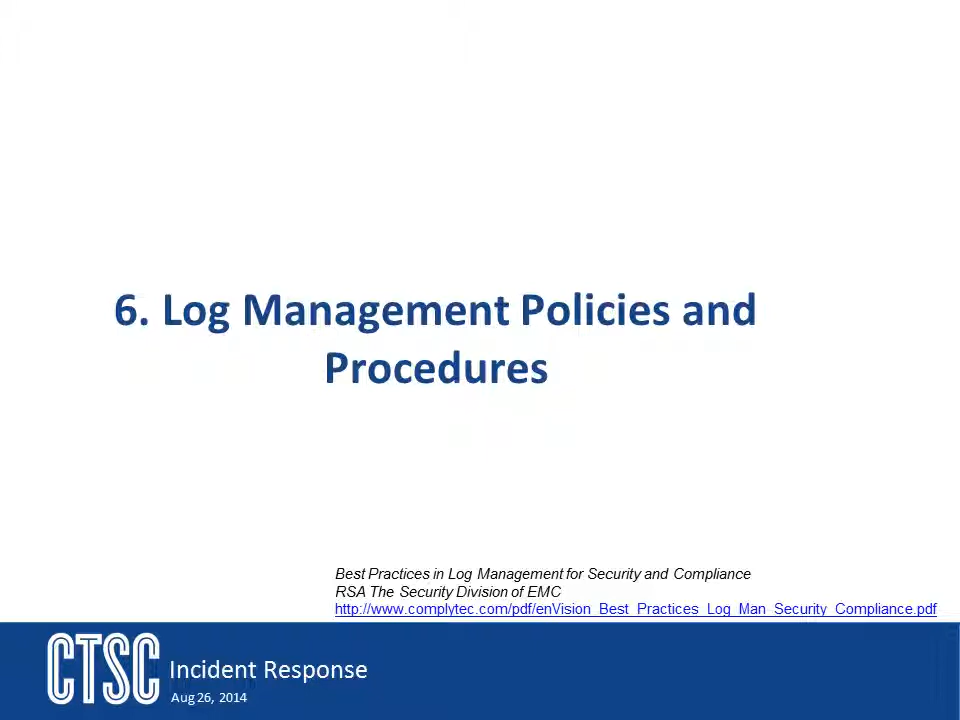 6. Log Management Policies and
Procedures
Best Practices in Log Management for Security and Compliance
RSA The Security Division of EMC
http://www.complytec.com/pdf/enVision_Best_Practices_Log_Man_Security_Compliance.pdf
CTSC
Incident Response
Aug 26, 2014